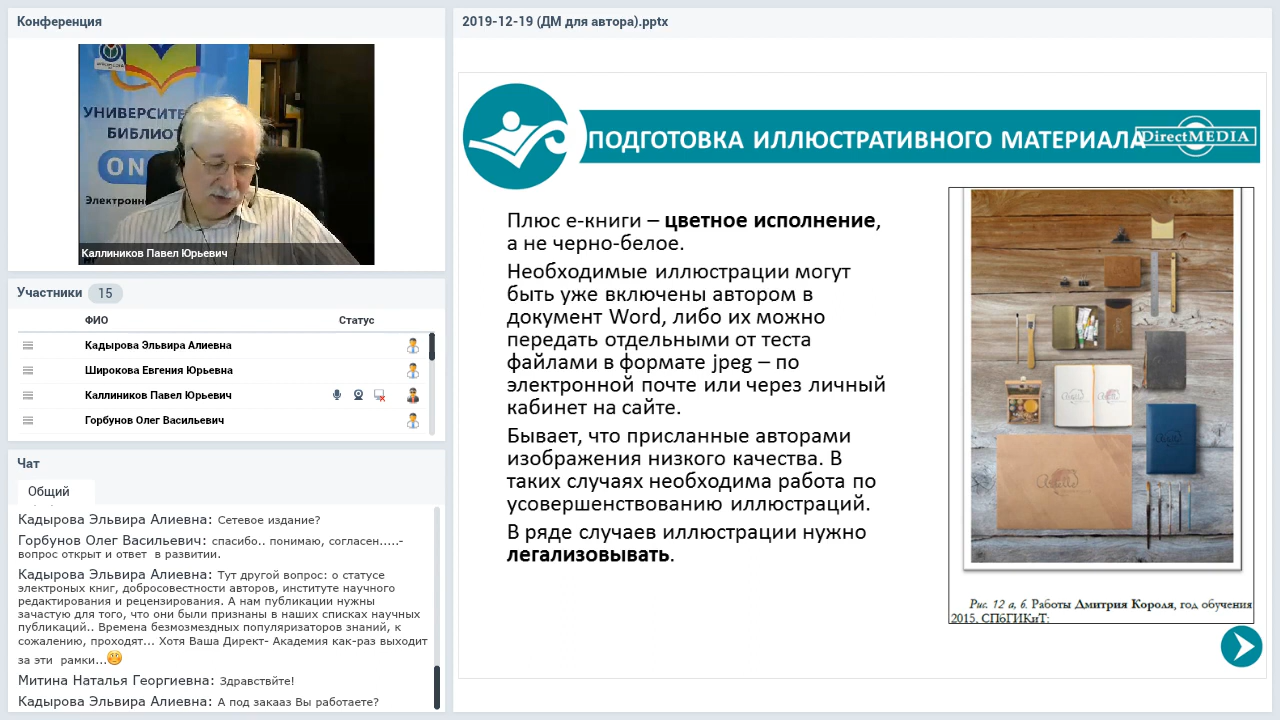 Конференция
УНИВЕРСИТЕ
БИБЛИОТ
ON
Электронн
Каллиников Павел Юрьевич
Участники 15
ФИО Статус
Кадырова Эльвира Алиевна
Широкова Евгения Юрьевна
Каллиников Павел Юрьевич
Горбунов Олег Васильевич
Чат
Общий
Кадырова Эльвира Алиевна: Сетевое издание?
Горбунов Олег Васильевич: спасибо.. понимаю, согласен.....-
вопрос открыт и ответ в развитии.
Кадырова Эльвира Алиевна: Тут другой вопрос: о статусе
электроных книг, добросовестности авторов, институте научного
редактирования и рецензирования. А нам публикации нужны
зачастую для того, что они были признаны в наших списках научных
публикаций.. Времена безмозмездных популяризаторов знаний, к
сожалению, проходят... Хотя Ваша Директ- Академия как-раз выходит
за эти рамки...
Митина Наталья Георгиевна: Здравствйте!
Кадырова Эльвира Алиевна: А под закааз Вы работаете?
2019-12-19 (ДМ для автора).pptx
ПОДГОТОВКА ИЛЛЮСТРАТИВНОГО МАТЕРИАЛА
DirectMEDIA
Плюс е-книги – цветное исполнение,
а не черно-белое.
Необходимые иллюстрации могут
быть уже включены автором в
документ Word, либо их можно
передать отдельными от теста
файлами в формате jpeg – по
электронной почте или через личный
кабинет на сайте.
Бывает, что присланные авторами
изображения низкого качества. В
таких случаях необходима работа по
усовершенствованию иллюстраций.
В ряде случаев иллюстрации нужно
легализовывать.
Рис. 12 а, б. Работы Дмитрия Короля, год обучения
2015, СПбГИКиТ: